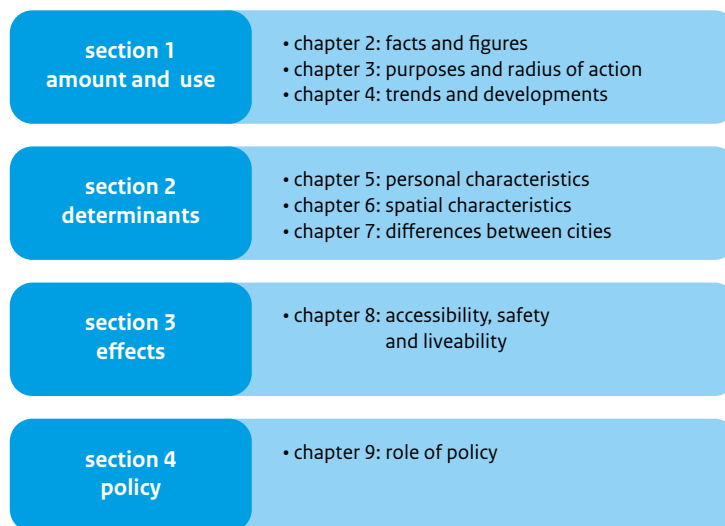 section 1
amount and use
• chapter 2: facts and figures
• chapter 3: purposes and radius of action
• chapter 4: trends and developments
section 2
determinants
• chapter 5: personal characteristics
• chapter 6: spatial characteristics
• chapter 7: differences between cities
section 3
effects
• chapter 8: accessibility, safety
and liveability
section 4
policy
• chapter 9: role of policy